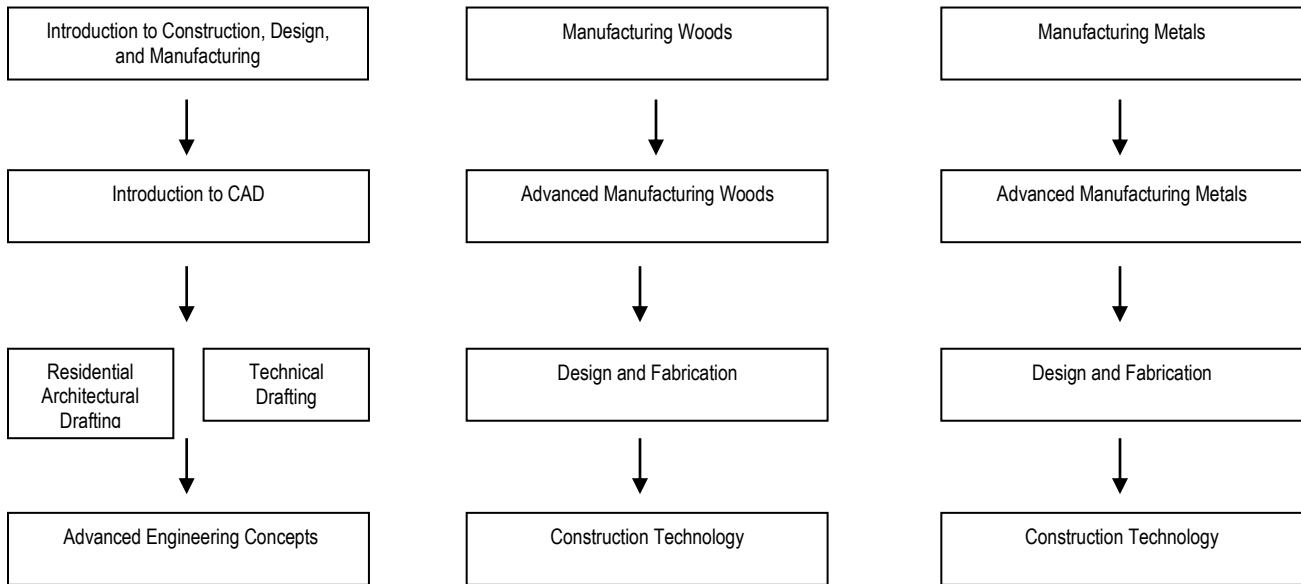 Introduction to Construction, Design,
and Manufacturing
Manufacturing Woods
Manufacturing Metals
Introduction to CAD
Advanced Manufacturing Woods
Advanced Manufacturing Metals
Residential
Architectural
Drafting
Technical
Drafting
Design and Fabrication
Design and Fabrication
Advanced Engineering Concepts
Construction Technology
Construction Technology